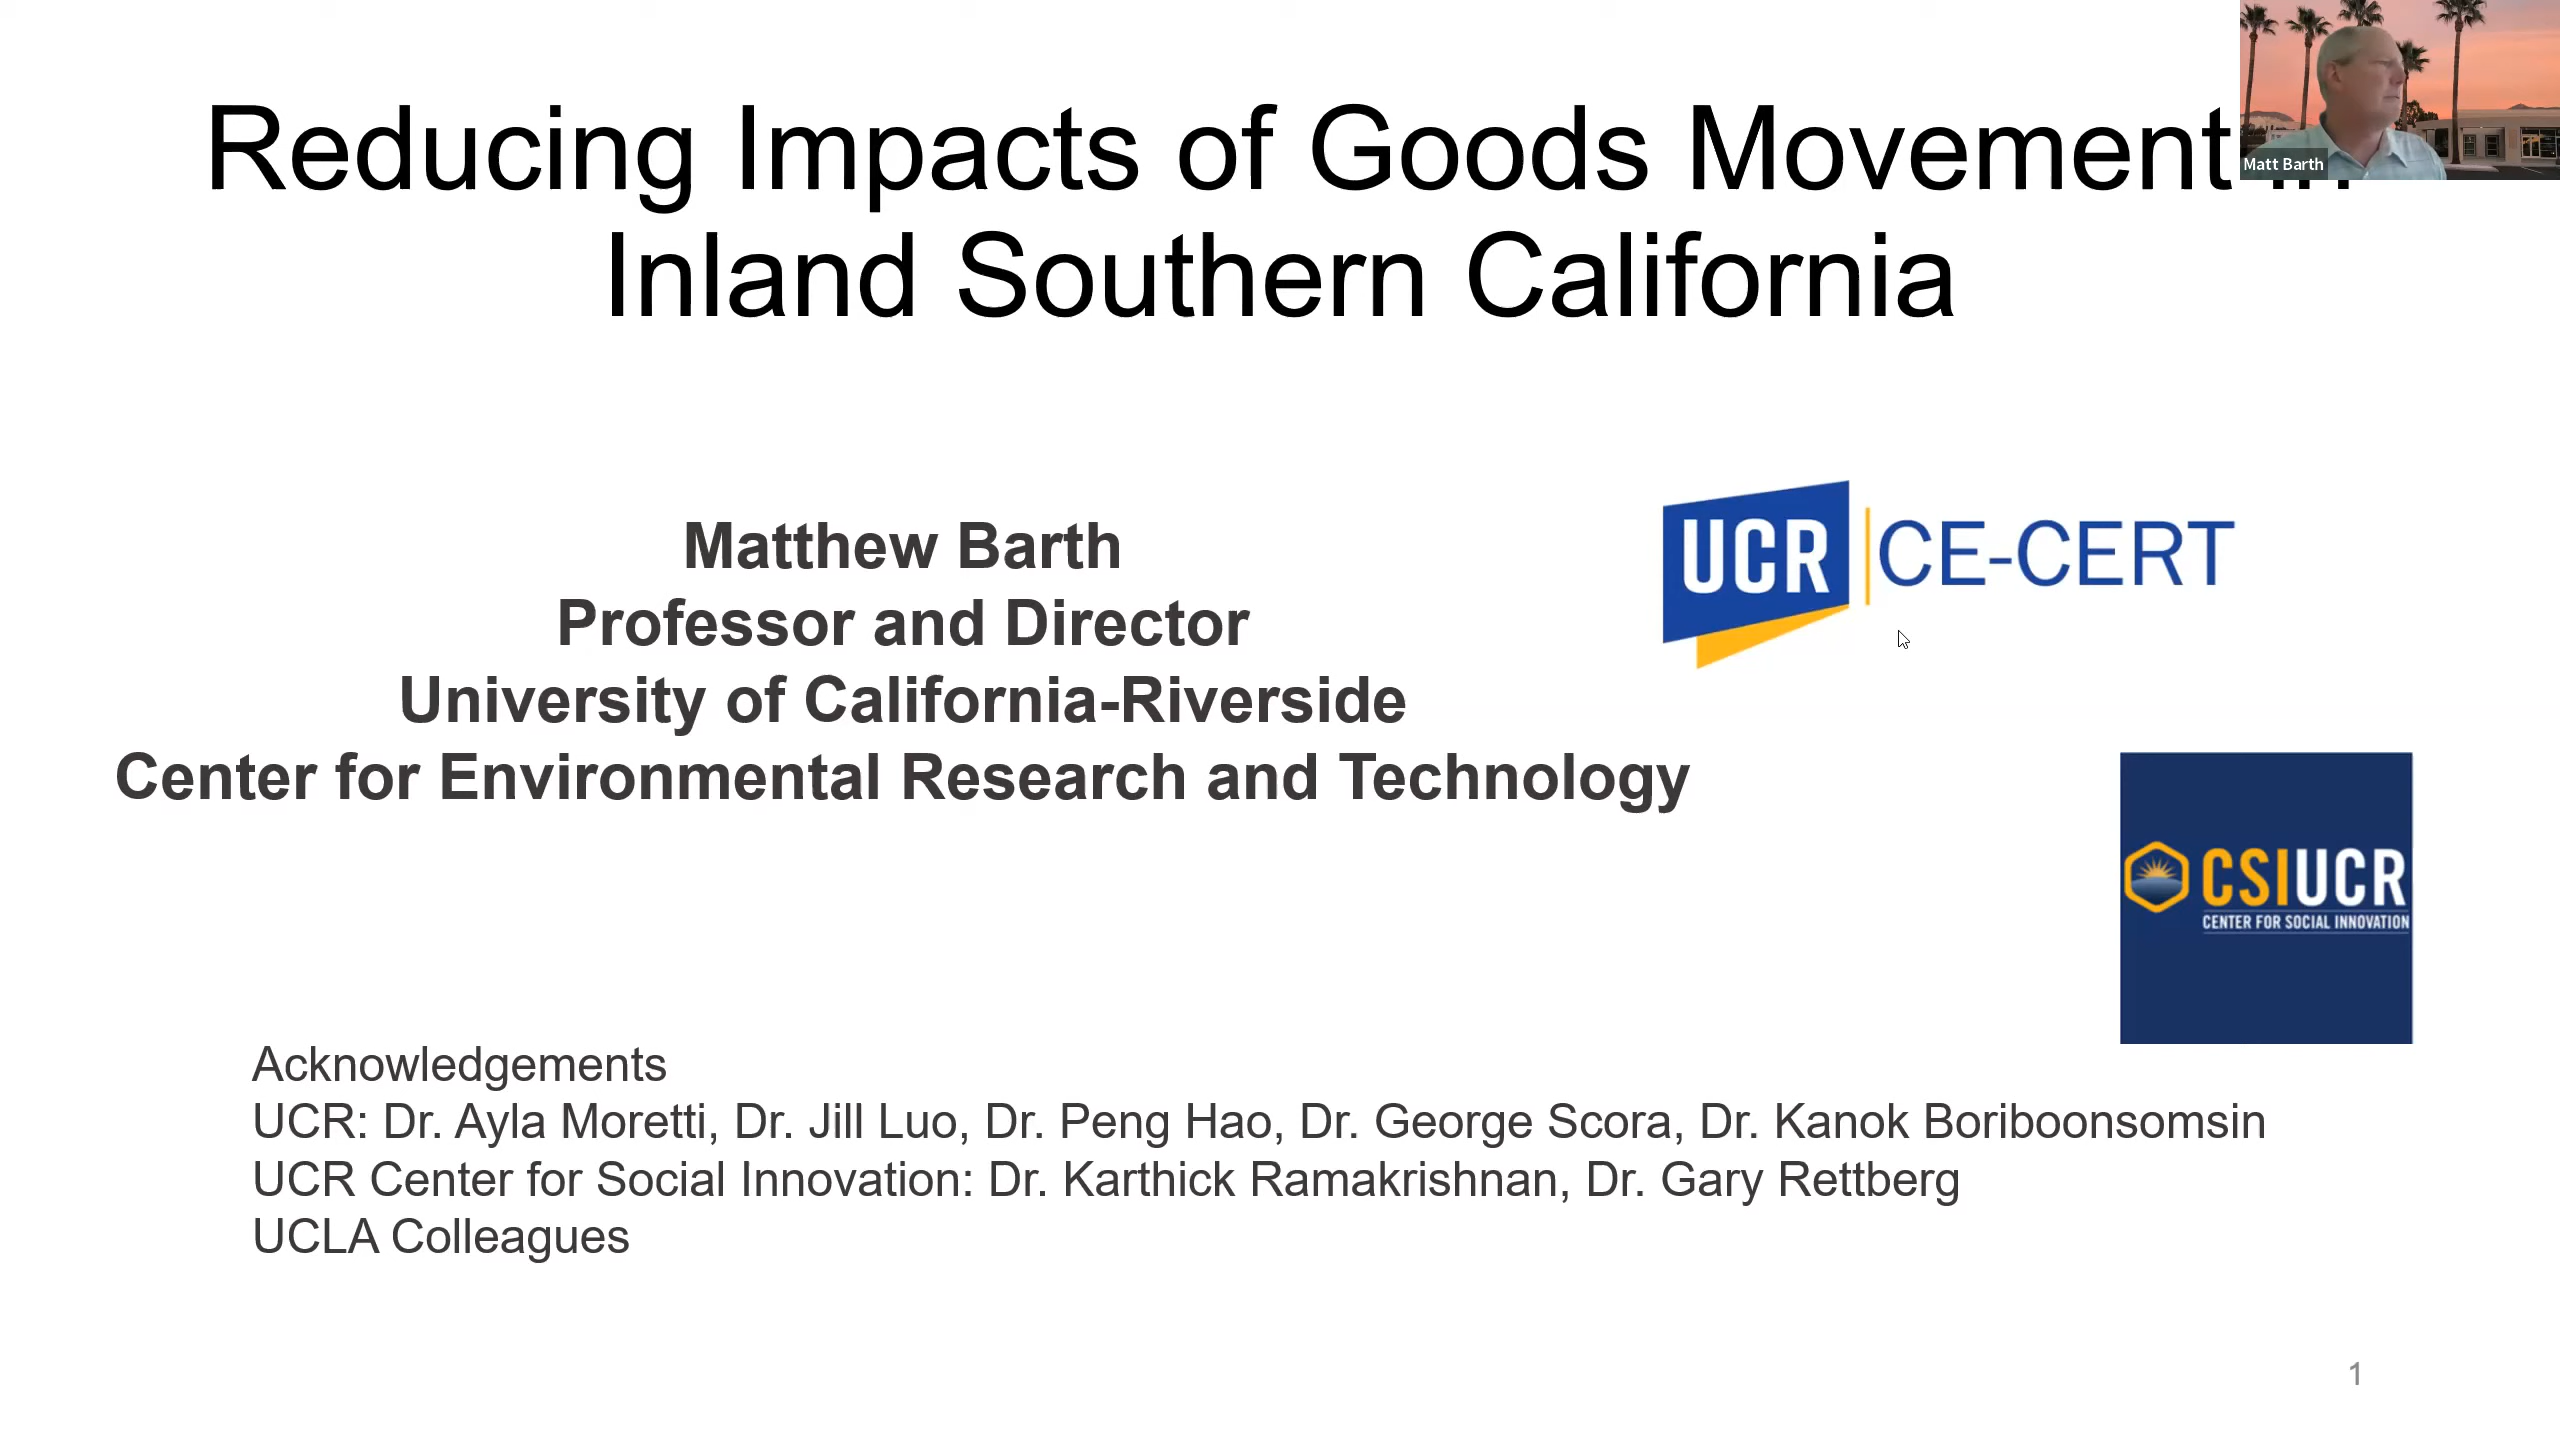 Reducing Impacts of Goods Movement in
Inland Southern California
Matt Barth
Matthew Barth
Professor and Director
University of California-Riverside
Center for Environmental Research and Technology
UCR CE-CERT
CSIUCR
CENTER FOR SOCIAL INNOVATION
Acknowledgements
UCR: Dr. Ayla Moretti, Dr. Jill Luo, Dr. Peng Hao, Dr. George Scora, Dr. Kanok Boriboonsomsin
UCR Center for Social Innovation: Dr. Karthick Ramakrishnan, Dr. Gary Rettberg
UCLA Colleagues
1